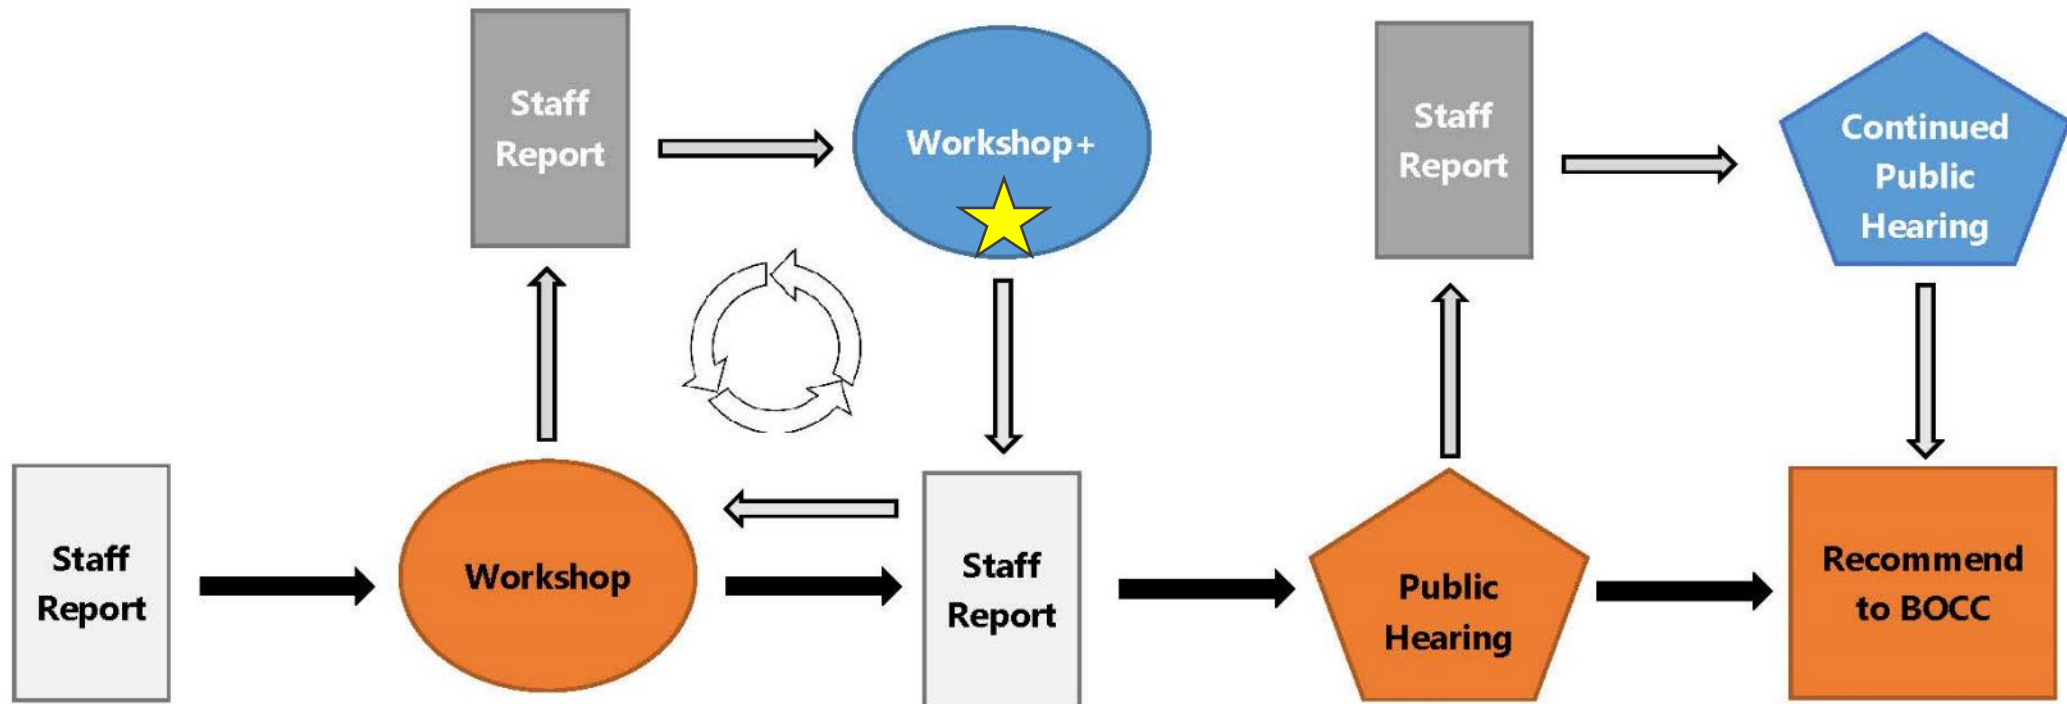 Staff
Report
Workshop+
Staff
Report
Continued
Public
Hearing
Staff
Report
Workshop
Staff
Report
Public
Hearing
Recommend
to BOCC